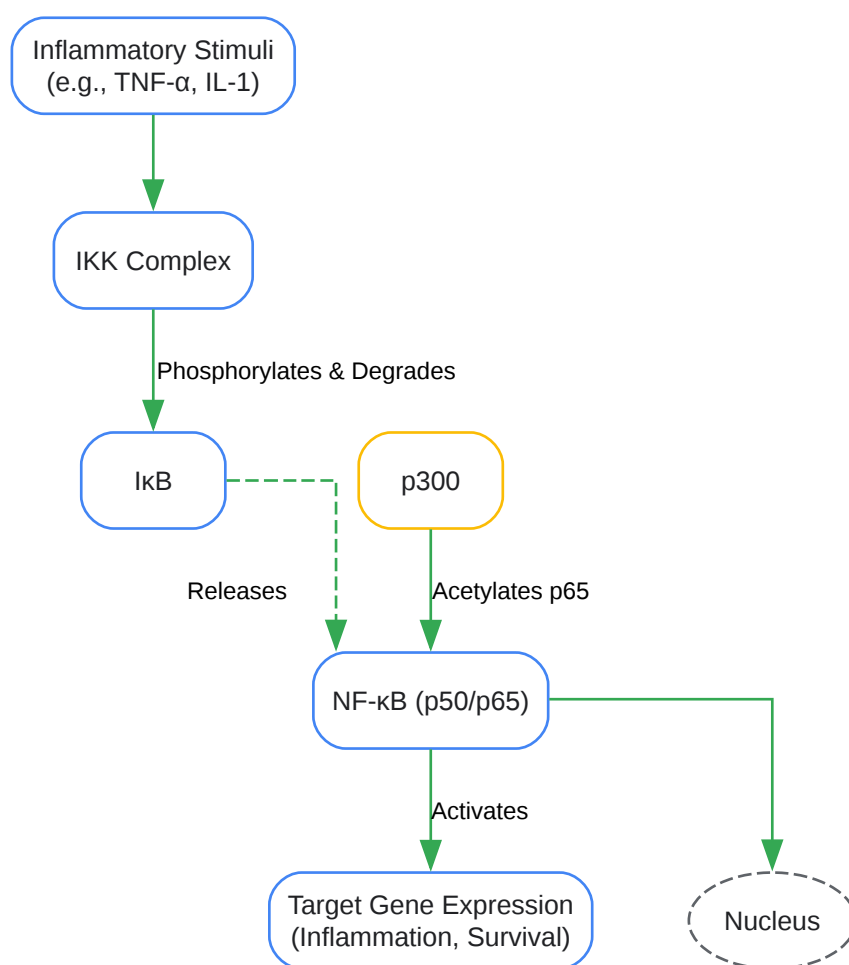 Inflammatory Stimuli
(e.g., TNF-α, IL-1)
IKK Complex
Phosphorylates & Degrades
IκB
p300
Releases
Acetylates p65
NF-κB (p50/p65)
Activates
Target Gene Expression
(Inflammation, Survival)
Nucleus